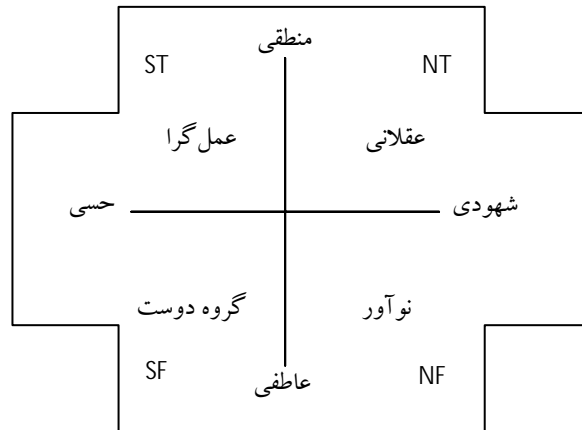 منطقی
NT
ST
عقلانی
عمل‌گرا
شهودی
حسی
نوآور
گروه دوست
NF
SF
عاطفی